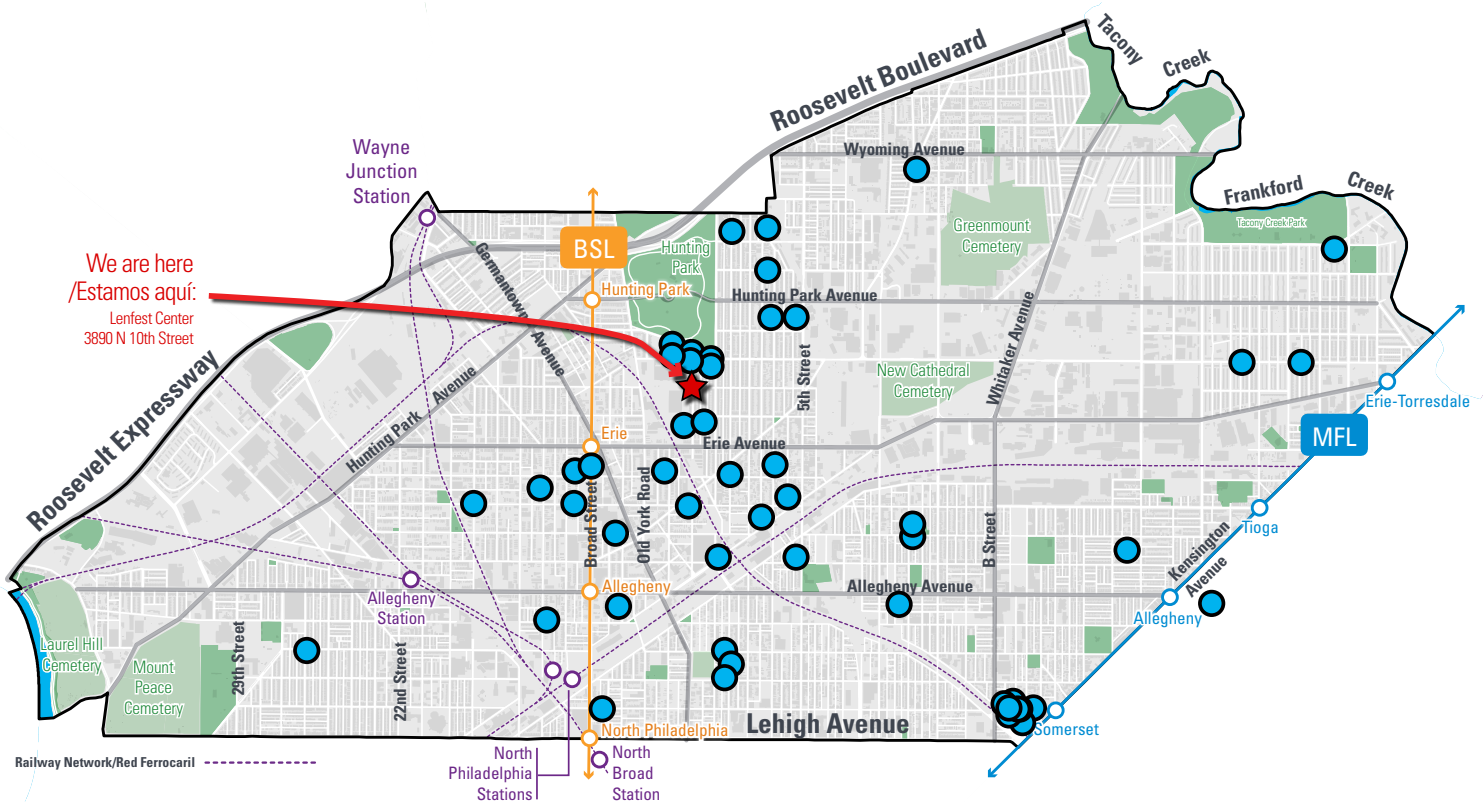 Tacony
Creek
Roosevelt Boulevard
Wayne
Junction
Station
Wyoming Avenue
Frankford
Creek
Tacony Creek Park
Greenmount
Cemetery
BSL
Hunting
Park
Germantown Avenue
We are here
/Estamos aquí:
Lenfest Center
3890 N 10th Street
Hunting Park
Hunting Park Avenue
Whitaker Avenue
5th Street
New Cathedral
Cemetery
Hunting Park Avenue
Erie-Torresdale
MFL
Roosevelt Expressway
Erie
Erie Avenue
Broad Street
Old York Road
B Street
Tioga
Kensington
Avenue
Allegheny
Station
Allegheny
Allegheny Avenue
Allegheny
Laurel Hill
Cemetery
Mount
Peace
Cemetery
29th Street
22nd Street
North Philadelphia
Lehigh Avenue
Somerset
North
Philadelphia
Stations
North
Broad
Station
Railway Network/Red Ferrocaril